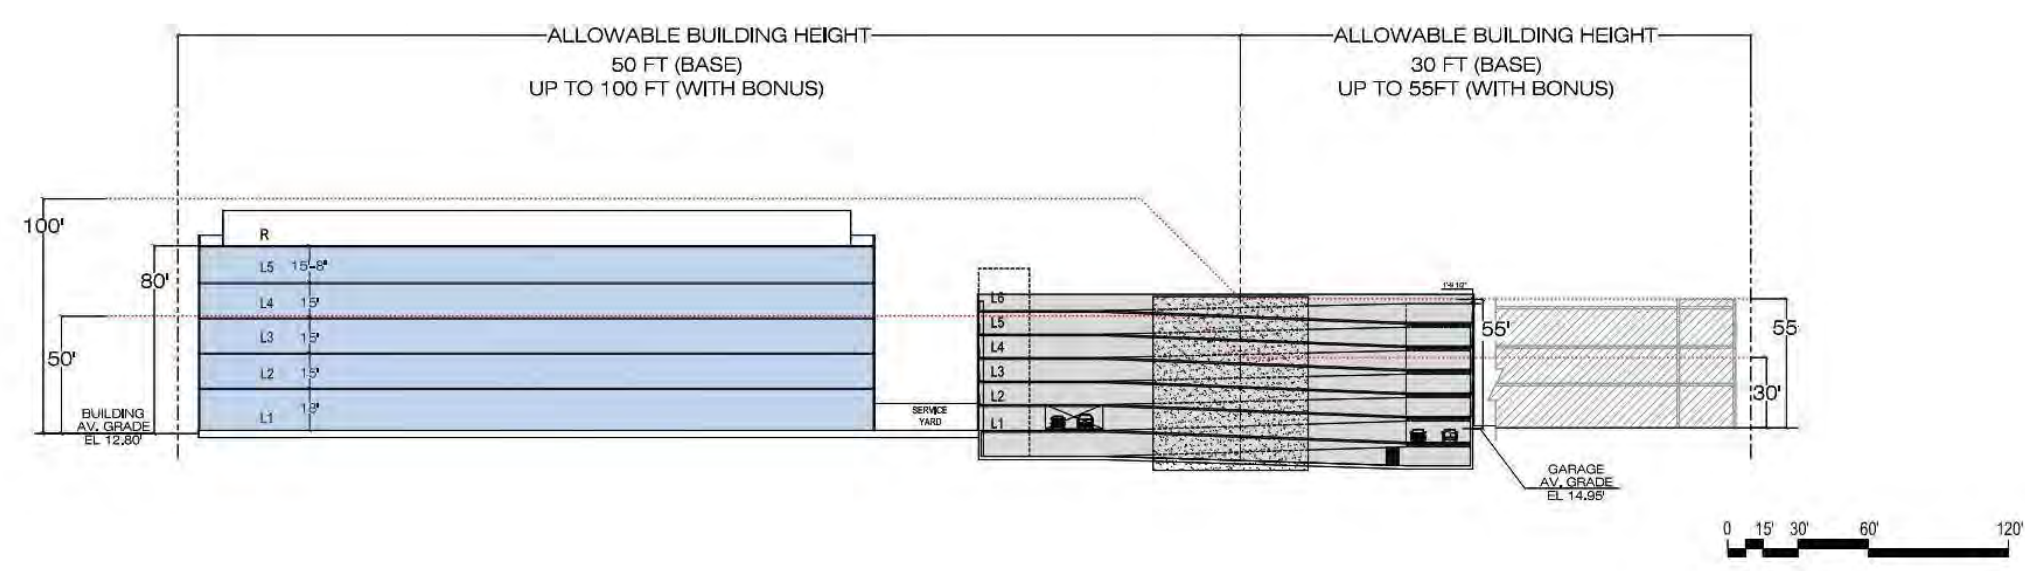 ALLOWABLE BUILDING HEIGHT
50 FT (BASE)
UP TO 100 FT (WITH BONUS)
ALLOWABLE BUILDING HEIGHT
30 FT (BASE)
UP TO 55FT (WITH BONUS)
100'
80'
50'
R
L5 15'-8"
L4 15'
L3 15'
L2 15'
L1
BUILDING
AV. GRADE
EL 12.80'
SERVICE
YARD
L6
L5
L4
L3
L2
L1
55'
55
30'
GARAGE
AV. GRADE
EL 14.95'
0 15' 30' 60' 120'